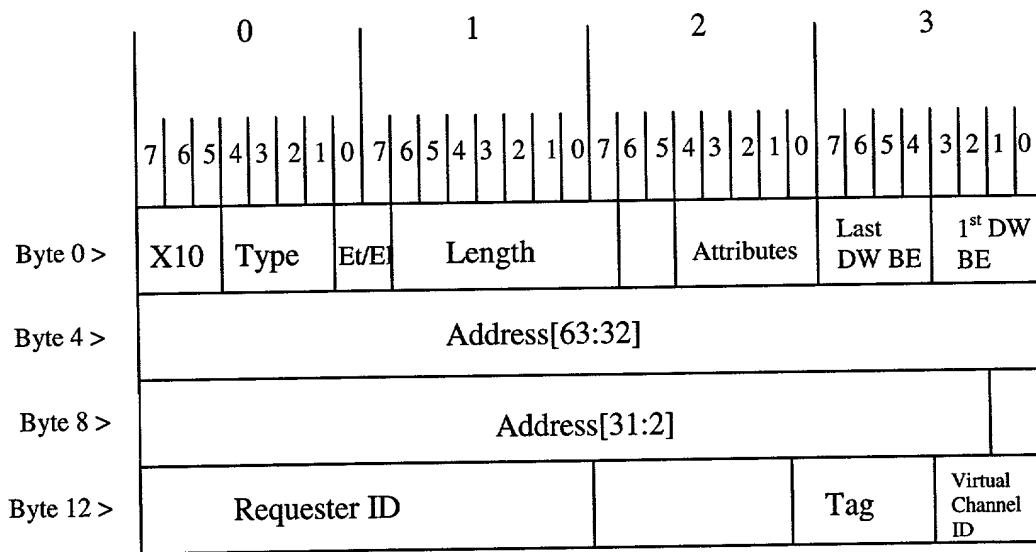 0 1 2 3
7 6 5 4 3 2 1 0 7 6 5 4 3 2 1 0 7 6 5 4 3 2 1 0 7 6 5 4 3 2 1 0
Byte 0 > X10 Type Et/El Length Attributes Last DW BE 1st DW BE
Byte 4 > Address[63:32]
Byte 8 > Address[31:2]
Byte 12 > Requester ID Tag Virtual Channel ID